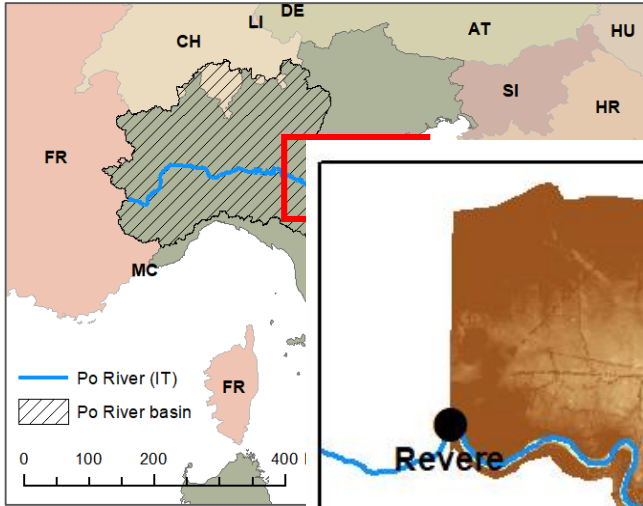 DE
LI
CH
AT
HU
SI
HR
FR
MC
Po River (IT)
FR
Po River basin
0 100 200 400
Revere